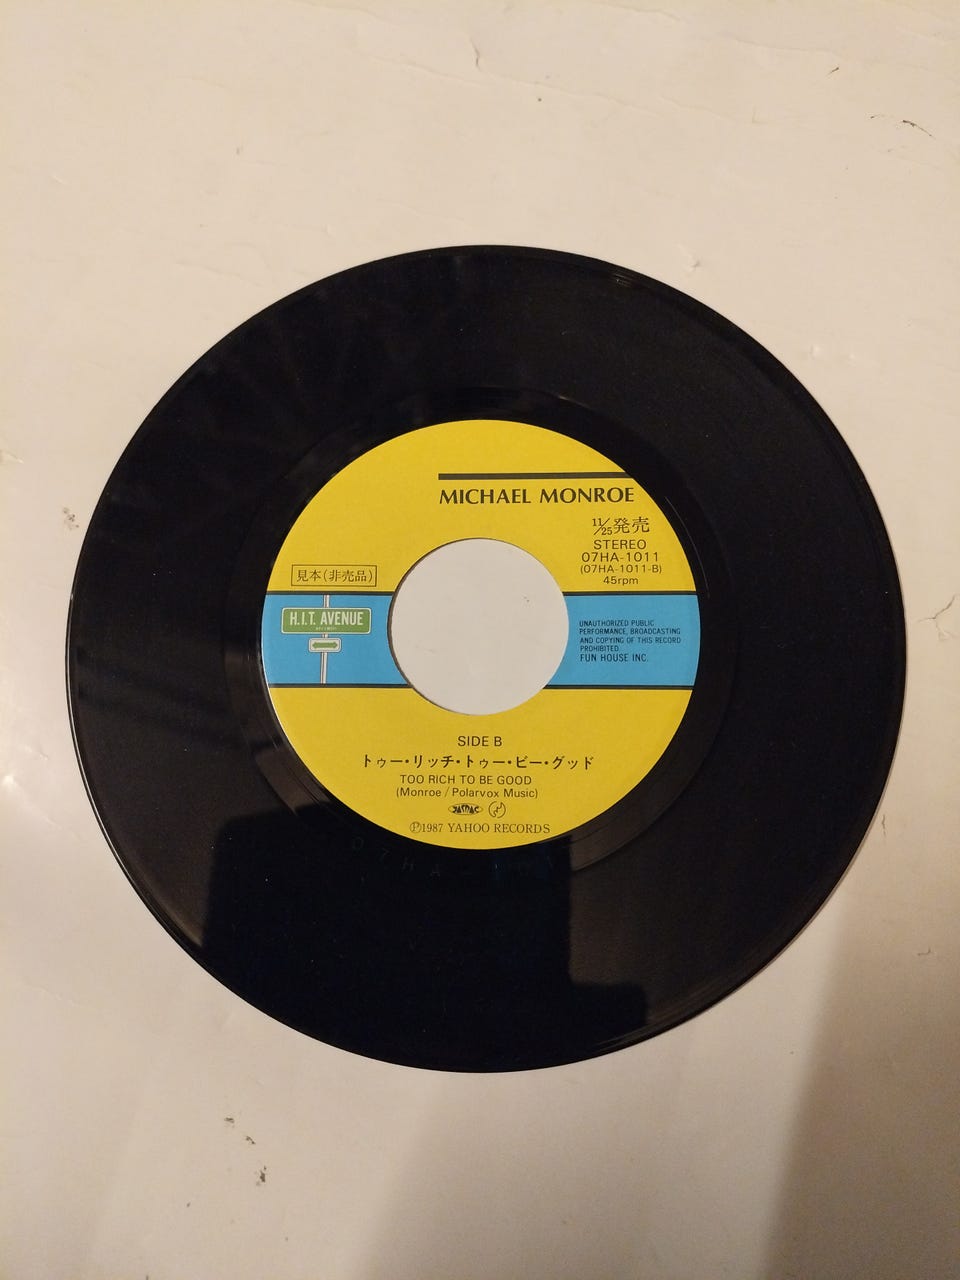 MICHAEL MONROE
11/25発売
STEREO
07HA-1011
(07HA-1011-B)
45rpm
見本(非売品)
H.I.T. AVENUE
UNAUTHORIZED PUBLIC
PERFORMANCE, BROADCASTING
AND COPYING OF THIS RECORD
PROHIBITED.
FUN HOUSE INC.
SIDE B
トゥー・リッチ・トゥー・ビー・グッド
TOO RICH TO BE GOOD
(Monroe / Polarvox Music)
JASRAC
Ⓟ1987 YAHOO RECORDS
07HA-